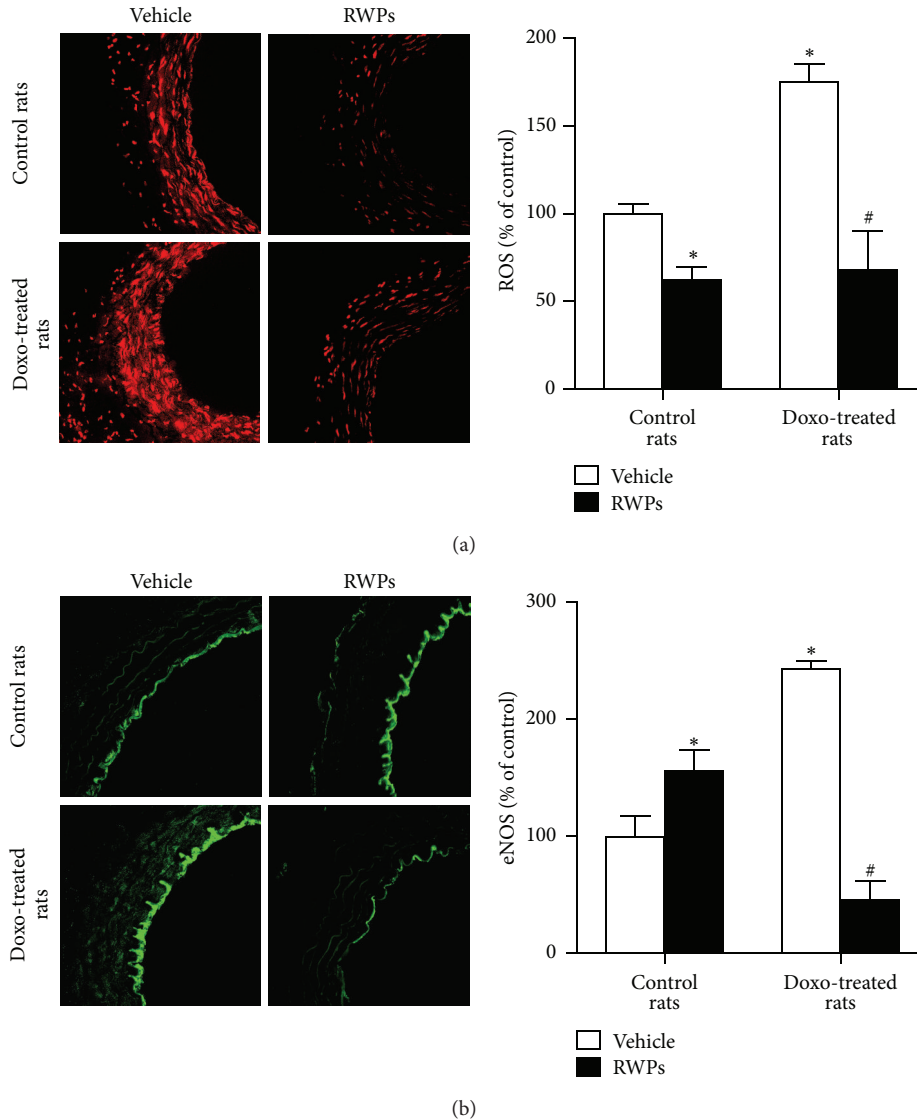 Vehicle
RWPs
Control rats
Doxo-treated
rats
ROS (% of control)
200
150
100
50
0
*
*
#
*
Control
rats
Doxo-treated
rats
Vehicle
RWPs
(a)
Vehicle
RWPs
Control rats
Doxo-treated
rats
eNOS (% of control)
300
200
100
0
*
*
#
Control
rats
Doxo-treated
rats
Vehicle
RWPs
(b)